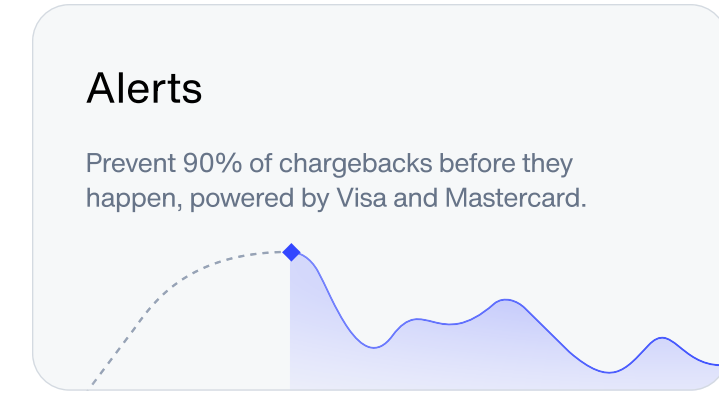 Alerts
Prevent 90% of chargebacks before they
happen, powered by Visa and Mastercard.